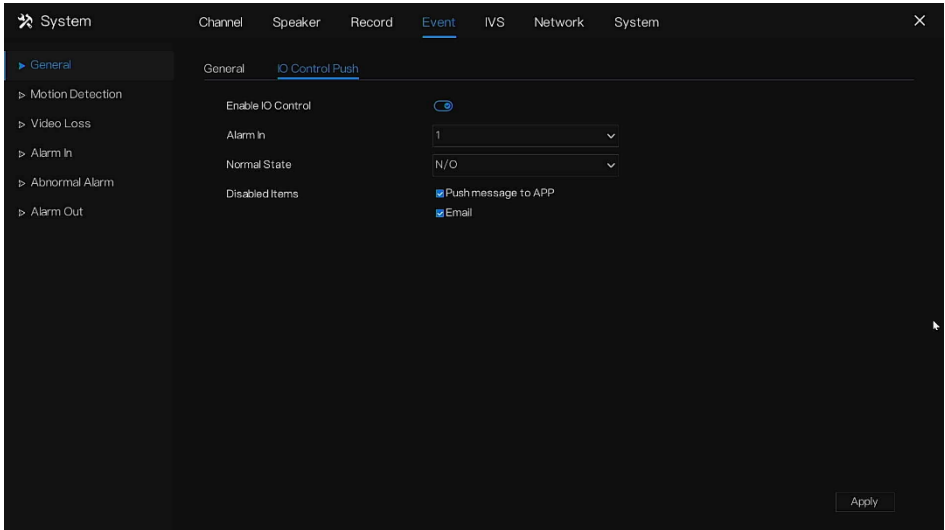 System Channel Speaker Record Event IVS Network System
General
Motion Detection
Video Loss
Alarm In
Abnormal Alarm
Alarm Out
General IO Control Push
Enable IO Control
Alarm In 1
Normal State N/O
Disabled Items Push message to APP
Email
Apply